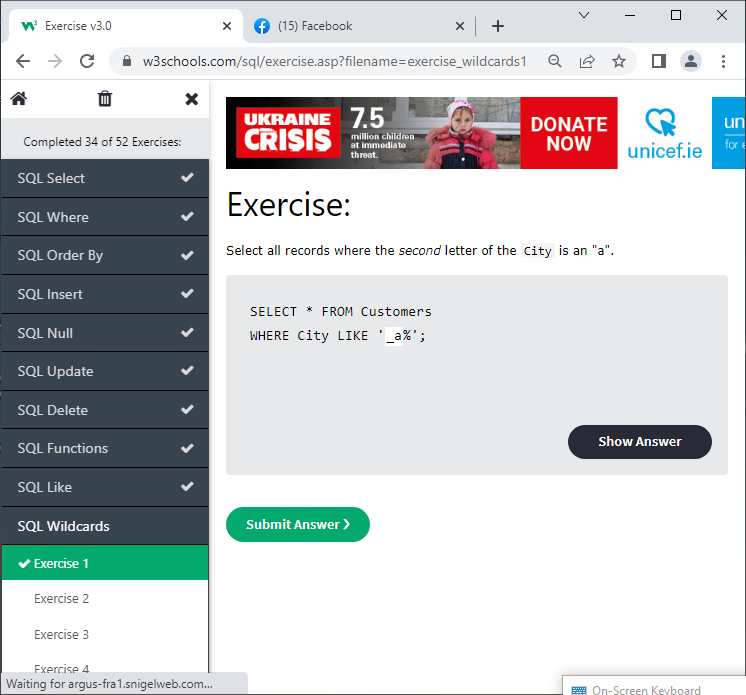 Exercise v3.0
(15) Facebook
w3schools.com/sql/exercise.asp?filename=exercise_wildcards1
Completed 34 of 52 Exercises:
SQL Select
SQL Where
SQL Order By
SQL Insert
SQL Null
SQL Update
SQL Delete
SQL Functions
SQL Like
SQL Wildcards
Exercise 1
Exercise 2
Exercise 3
Exercise 4
UKRAINE
CRISIS
7.5
million children
at immediate
threat.
DONATE
NOW
unicef.ie
un
for e
Exercise:
Select all records where the second letter of the City is an "a".
SELECT * FROM Customers
WHERE City LIKE '_a%';
Show Answer
Submit Answer ❯
Waiting for argus-fra1.snigelweb.com...
On-Screen Keyboard